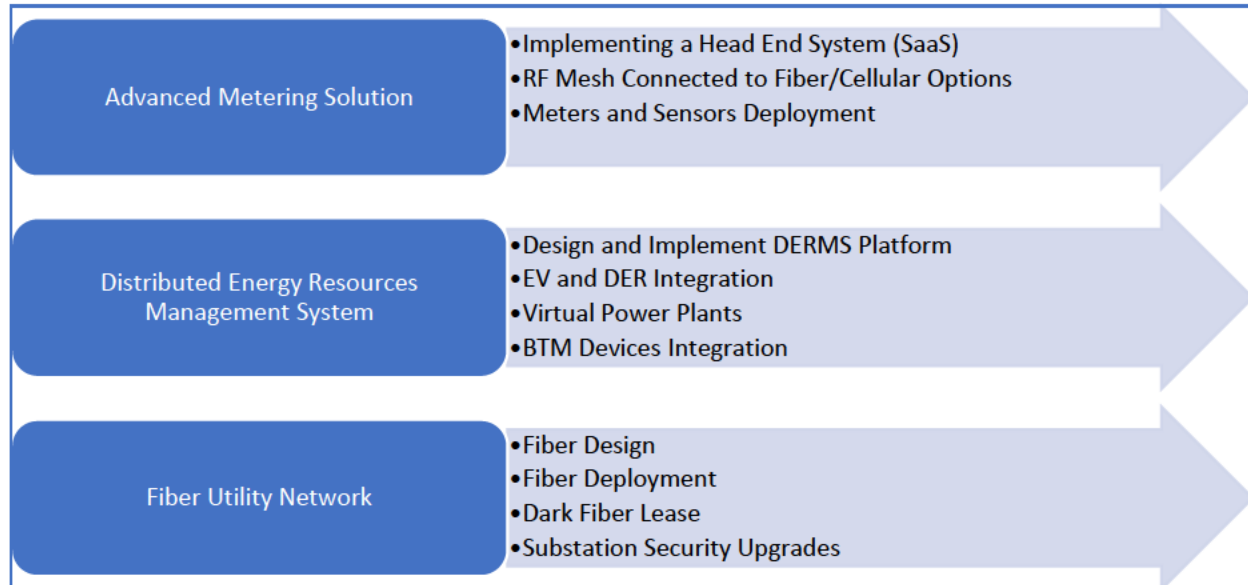 Advanced Metering Solution
•Implementing a Head End System (SaaS)
•RF Mesh Connected to Fiber/Cellular Options
•Meters and Sensors Deployment
Distributed Energy Resources
Management System
•Design and Implement DERMS Platform
•EV and DER Integration
•Virtual Power Plants
•BTM Devices Integration
Fiber Utility Network
•Fiber Design
•Fiber Deployment
•Dark Fiber Lease
•Substation Security Upgrades